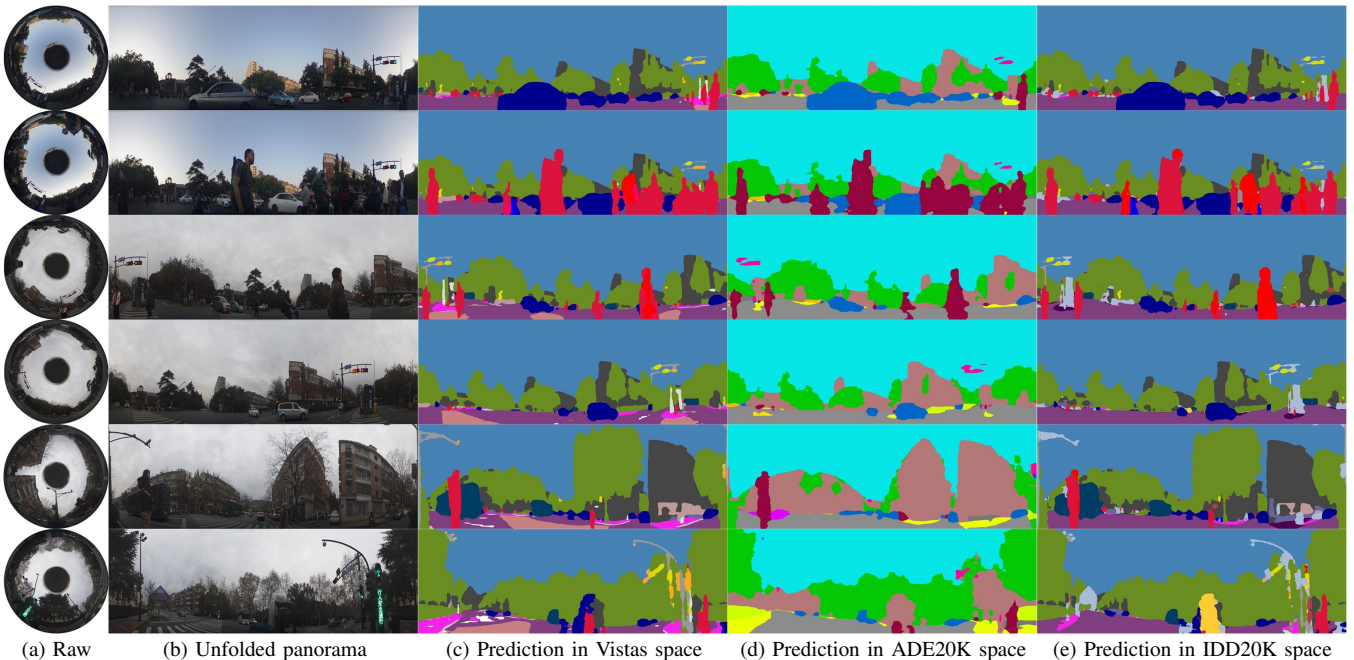 (a) Raw
(b) Unfolded panorama
(c) Prediction in Vistas space
(d) Prediction in ADE20K space
(e) Prediction in IDD20K space